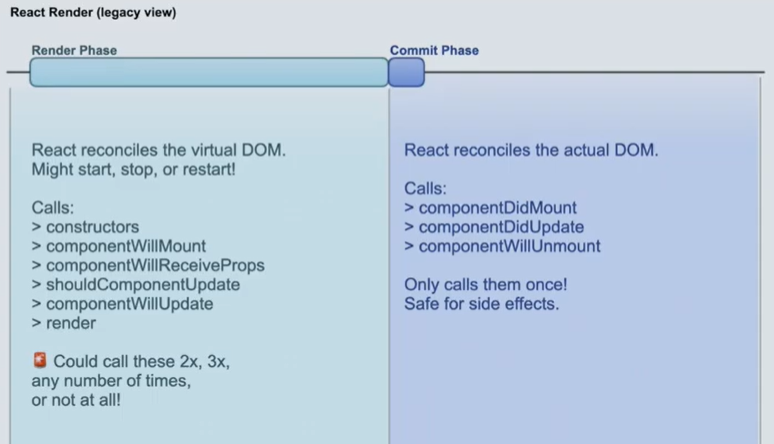 React Render (legacy view)
Render Phase
Commit Phase
React reconciles the virtual DOM.
Might start, stop, or restart!
Calls:
> constructors
> componentWillMount
> componentWillReceiveProps
> shouldComponentUpdate
> componentWillUpdate
> render
🚨 Could call these 2x, 3x,
any number of times,
or not at all!
React reconciles the actual DOM.
Calls:
> componentDidMount
> componentDidUpdate
> componentWillUnmount
Only calls them once!
Safe for side effects.